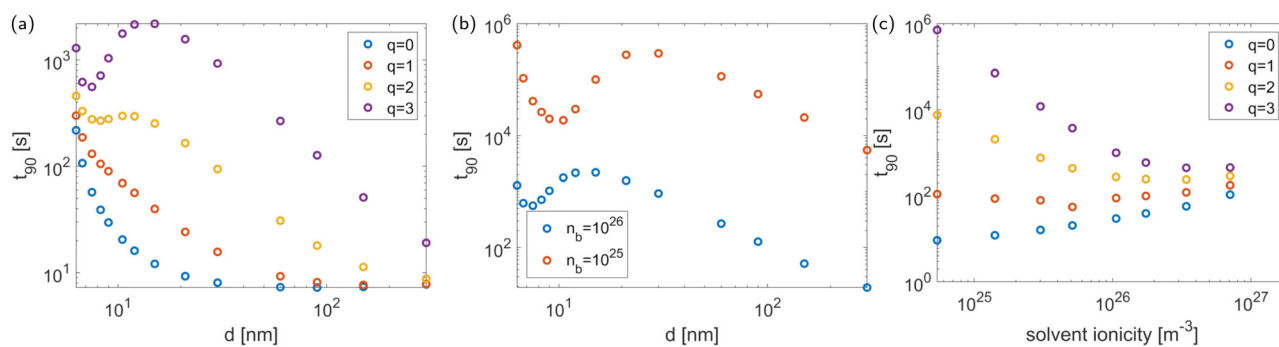 (a)
t90 [s]
10^3
10^2
10^1
q=0
q=1
q=2
q=3
10^1
10^2
d [nm]
(b)
t90 [s]
10^6
10^4
10^2
n_b=10^26
n_b=10^25
10^1
10^2
d [nm]
(c)
t90 [s]
10^6
10^4
10^2
10^0
q=0
q=1
q=2
q=3
10^25
10^26
10^27
solvent ionicity [m^-3]